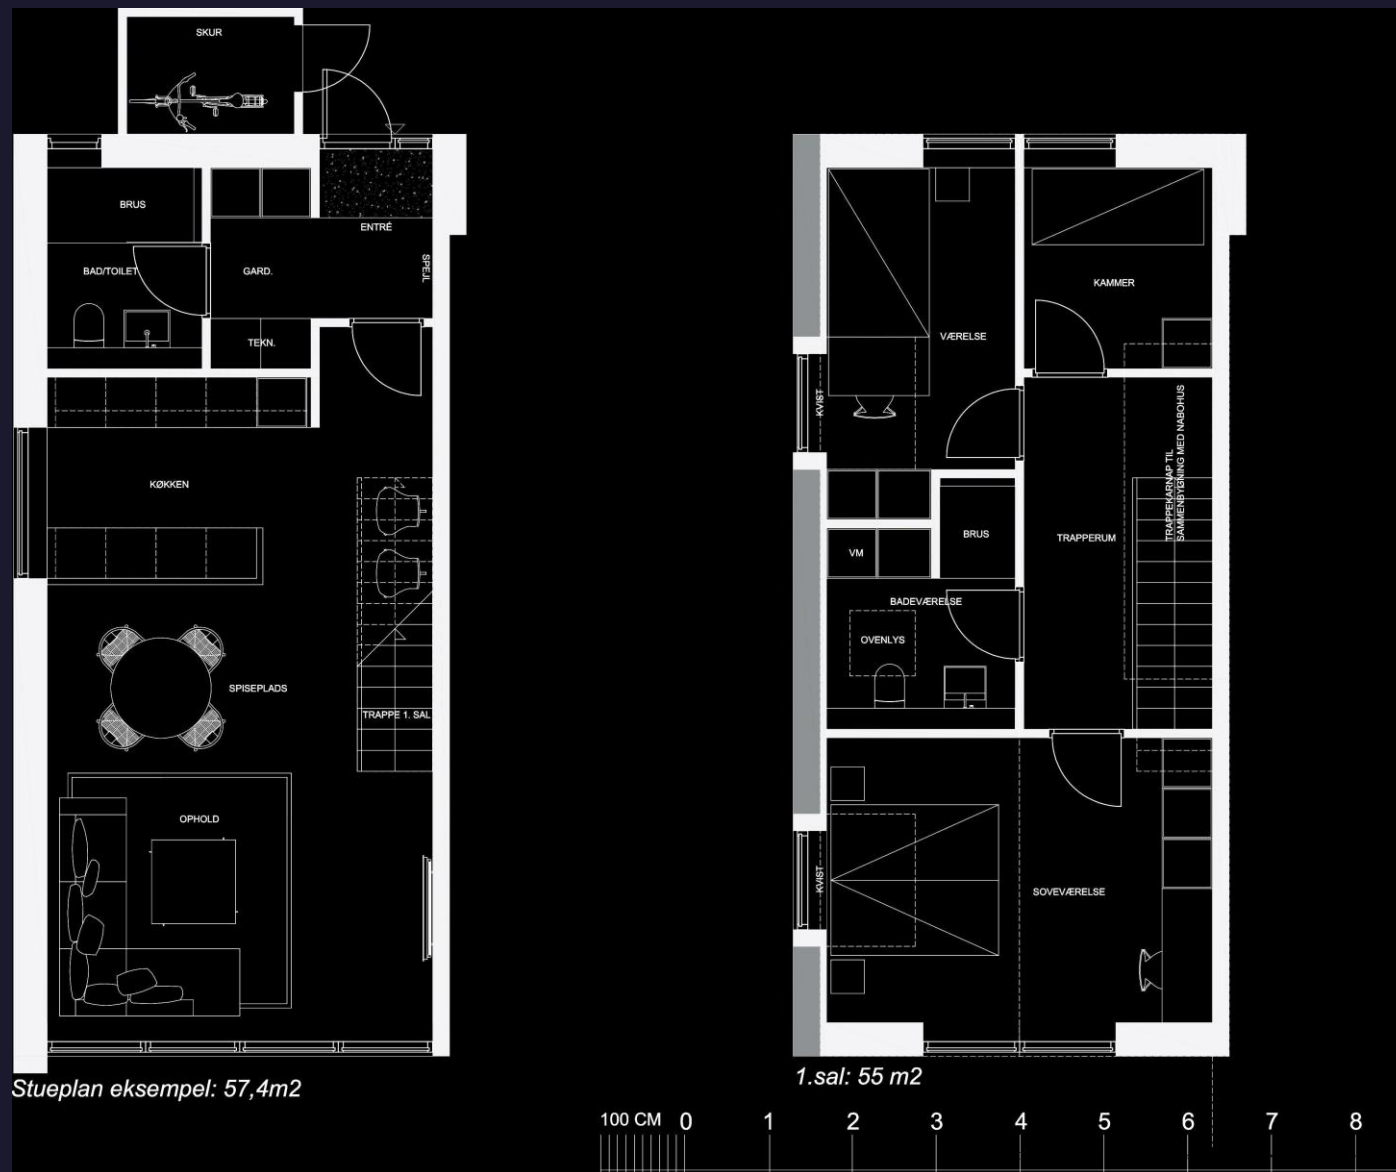 SKUR
BRUS
ENTRÉ
SPEJL
BAD/TOILET
GARD.
TEKN.
KØKKEN
SPISEPLADS
TRAPPE 1. SAL
OPHOLD
Stueplan eksempel: 57,4m2
KAMMER
VÆRELSE
KVIST
TRAPPEKARNAP TIL
SAMMENBYGNING MED NABOHUS
BRUS
TRAPPERUM
VM
BADEVÆRELSE
OVENLYS
KVIST
SOVEVÆRELSE
1.sal: 55 m2
100 CM 0 1 2 3 4 5 6 7 8